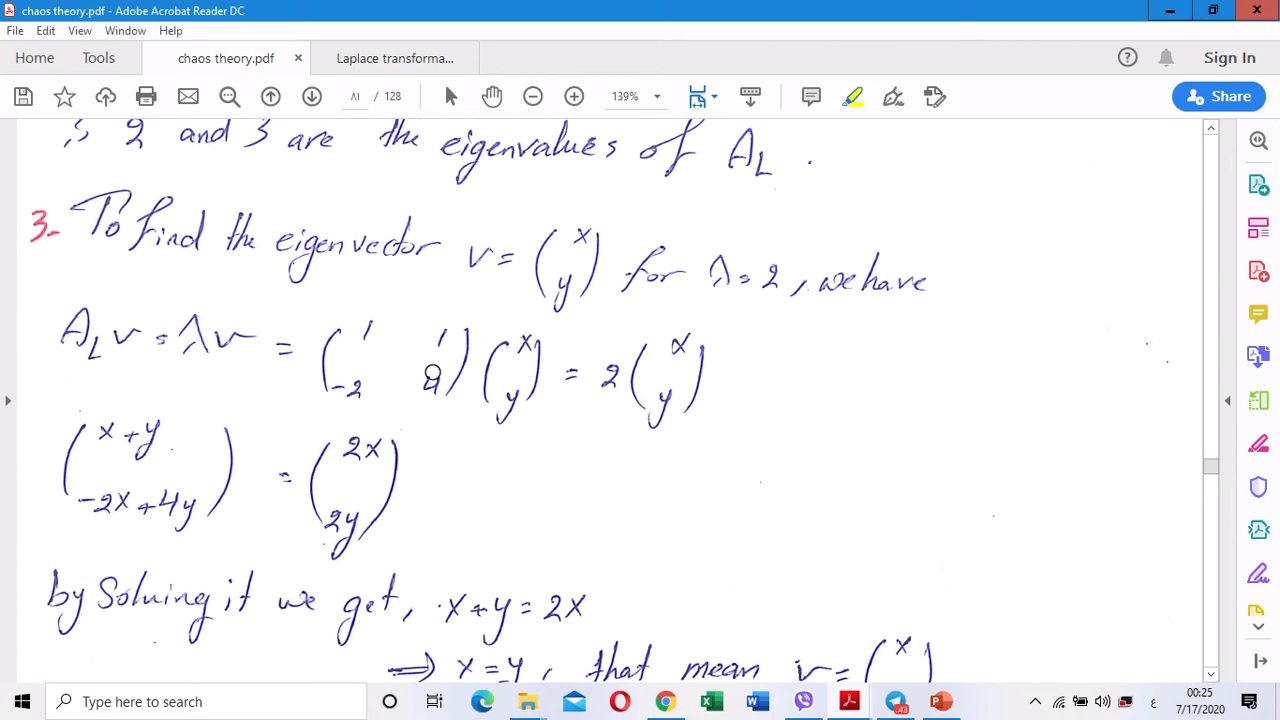 chaos theory.pdf - Adobe Acrobat Reader DC
File Edit View Window Help
Home Tools chaos theory.pdf × Laplace transforma... Sign In
٨١ / 128 139% Share
2 and 3 are the eigenvalues of A_L .
3- To find the eigenvector v = (x y) for λ = 2, we have
A_L v = λv = (1 1 -2 4) (x y) = 2 (x y)
(x+y -2x+4y) = (2x 2y)
by Solving it we get, x+y = 2x
⟹ x = y, that mean v = (x
Type here to search 43 ع 00:25 7/17/2020